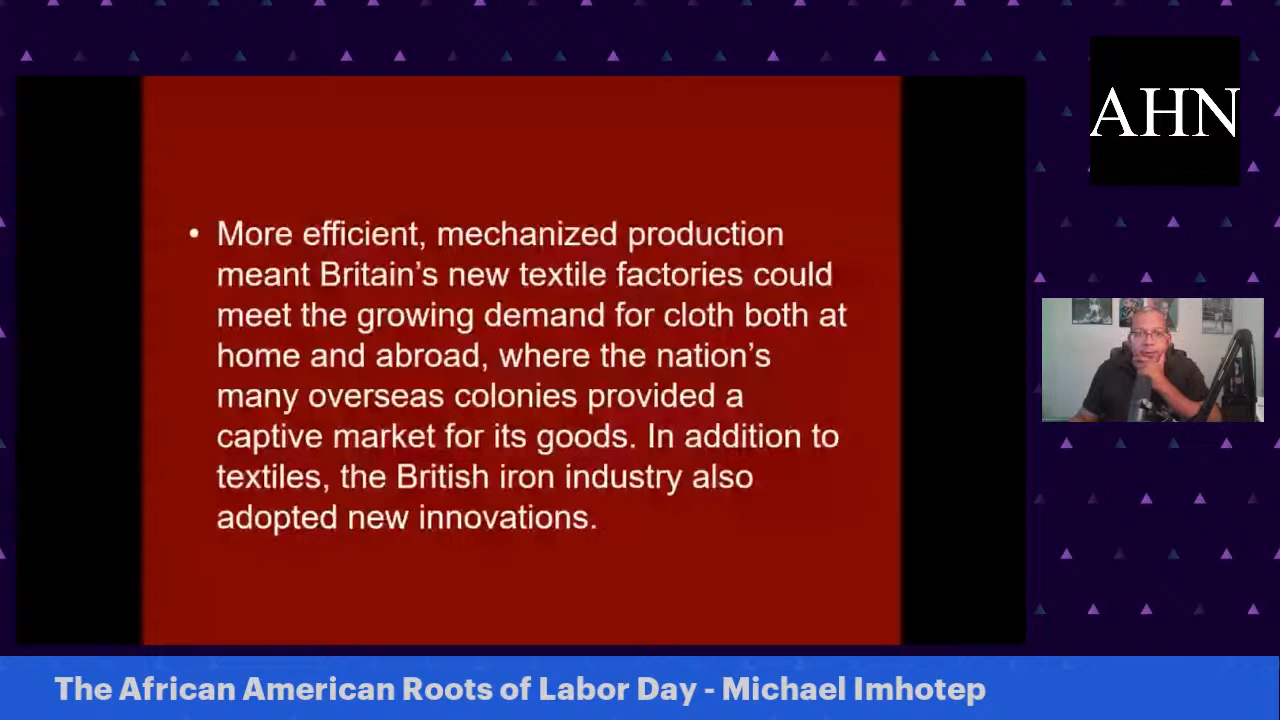 AHN
• More efficient, mechanized production
meant Britain’s new textile factories could
meet the growing demand for cloth both at
home and abroad, where the nation’s
many overseas colonies provided a
captive market for its goods. In addition to
textiles, the British iron industry also
adopted new innovations.
The African American Roots of Labor Day - Michael Imhotep